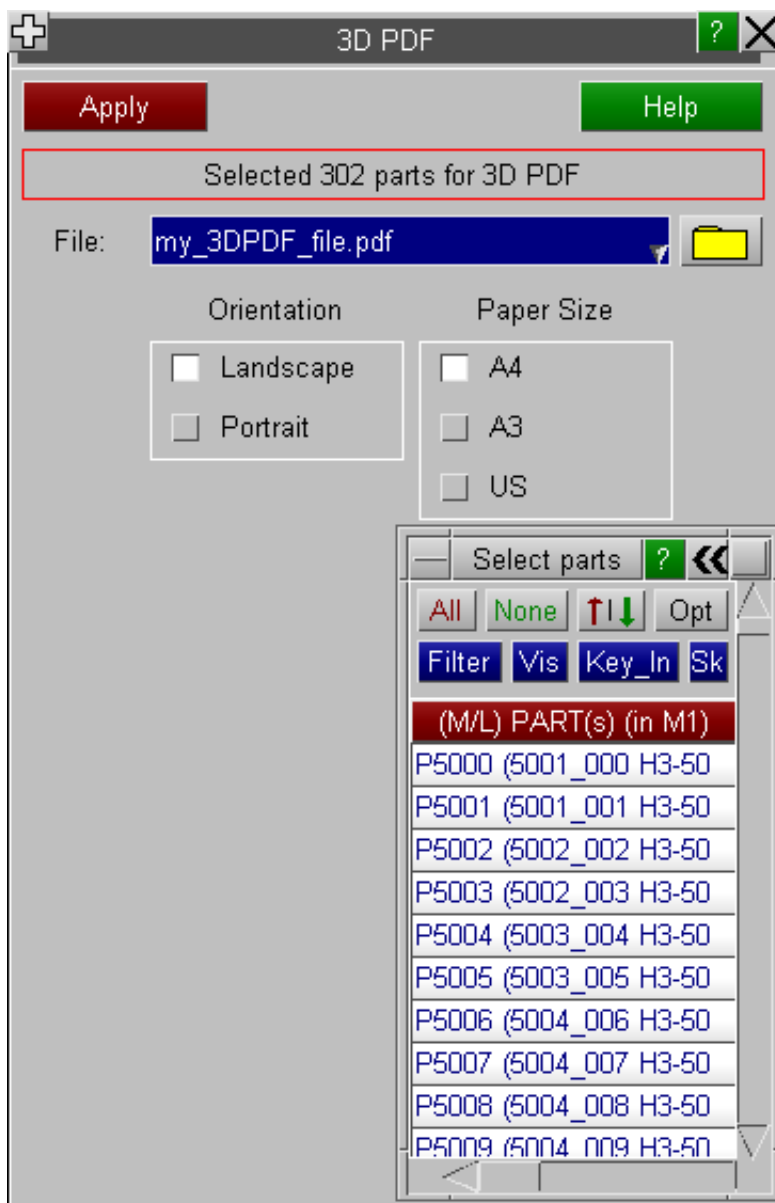 3D PDF ?
Apply Help
Selected 302 parts for 3D PDF
File: my_3DPDF_file.pdf
Orientation Paper Size
Landscape A4
Portrait A3
US
Select parts ?
All None Opt
Filter Vis Key_In Sk
(M/L) PART(s) (in M1)
P5000 (5001_000 H3-50
P5001 (5001_001 H3-50
P5002 (5002_002 H3-50
P5003 (5002_003 H3-50
P5004 (5003_004 H3-50
P5005 (5003_005 H3-50
P5006 (5004_006 H3-50
P5007 (5004_007 H3-50
P5008 (5004_008 H3-50
P5009 (5004_009 H3-50